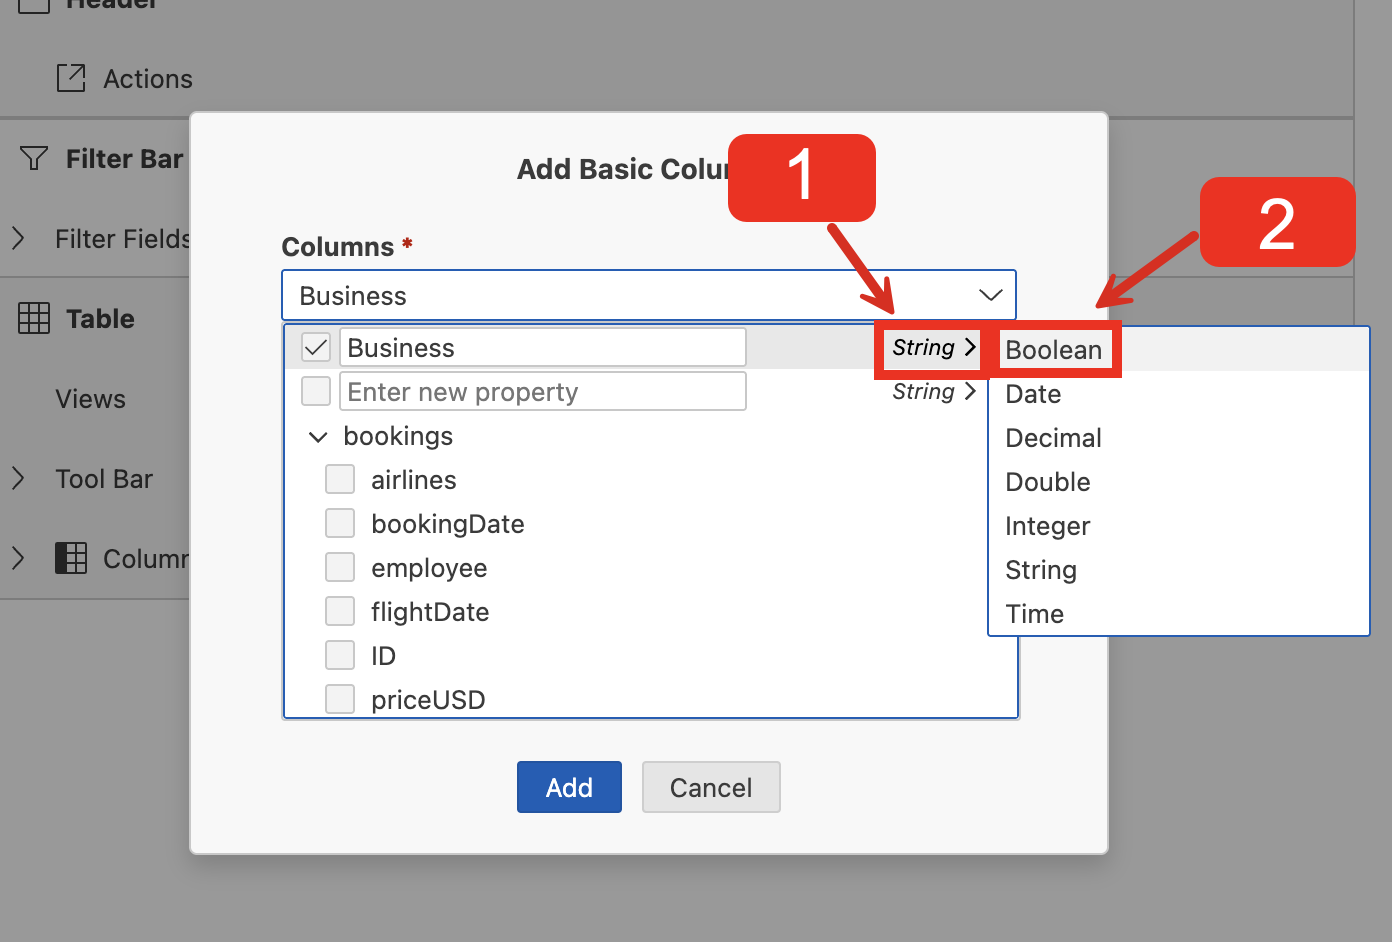 Header
Actions
Filter Bar
Filter Fields
Table
Views
Tool Bar
Add Basic
1
2
Columns *
Business
Business
String
Enter new property
String
bookings
airlines
bookingDate
employee
flightDate
ID
priceUSD
Boolean
Date
Decimal
Double
Integer
String
Time
Add
Cancel